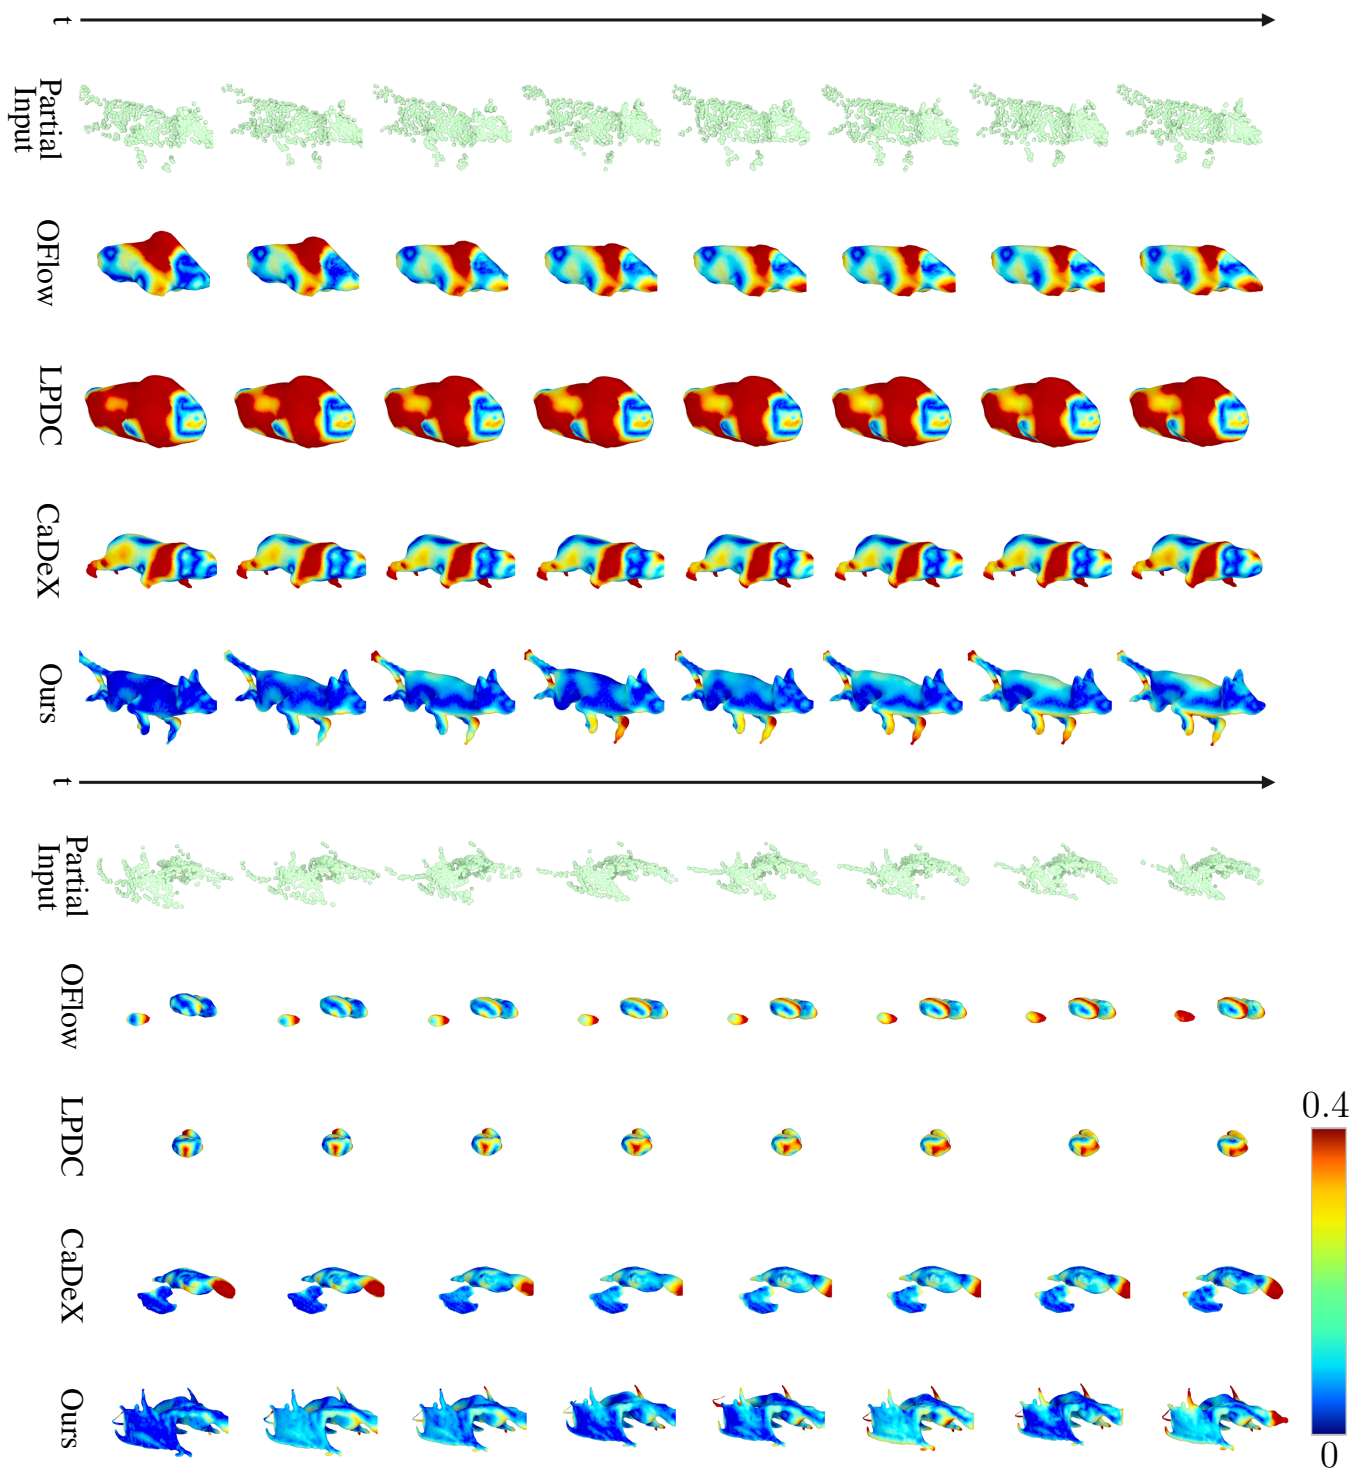 t
Partial
Input
OFlow
LPDC
CaDeX
Ours
t
Partial
Input
OFlow
LPDC
CaDeX
Ours
0.4
0